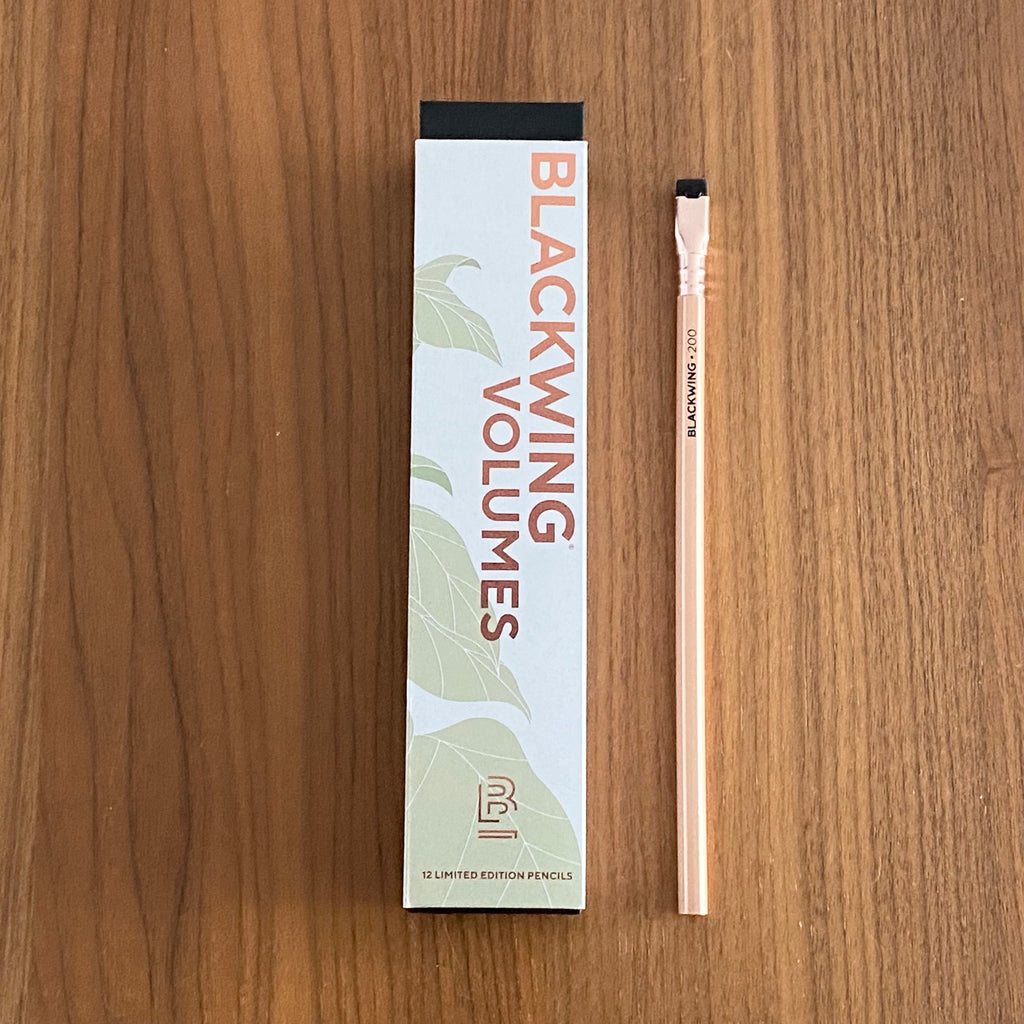 BLACKWING®
VOLUMES
B
12 LIMITED EDITION PENCILS
BLACKWING • 200